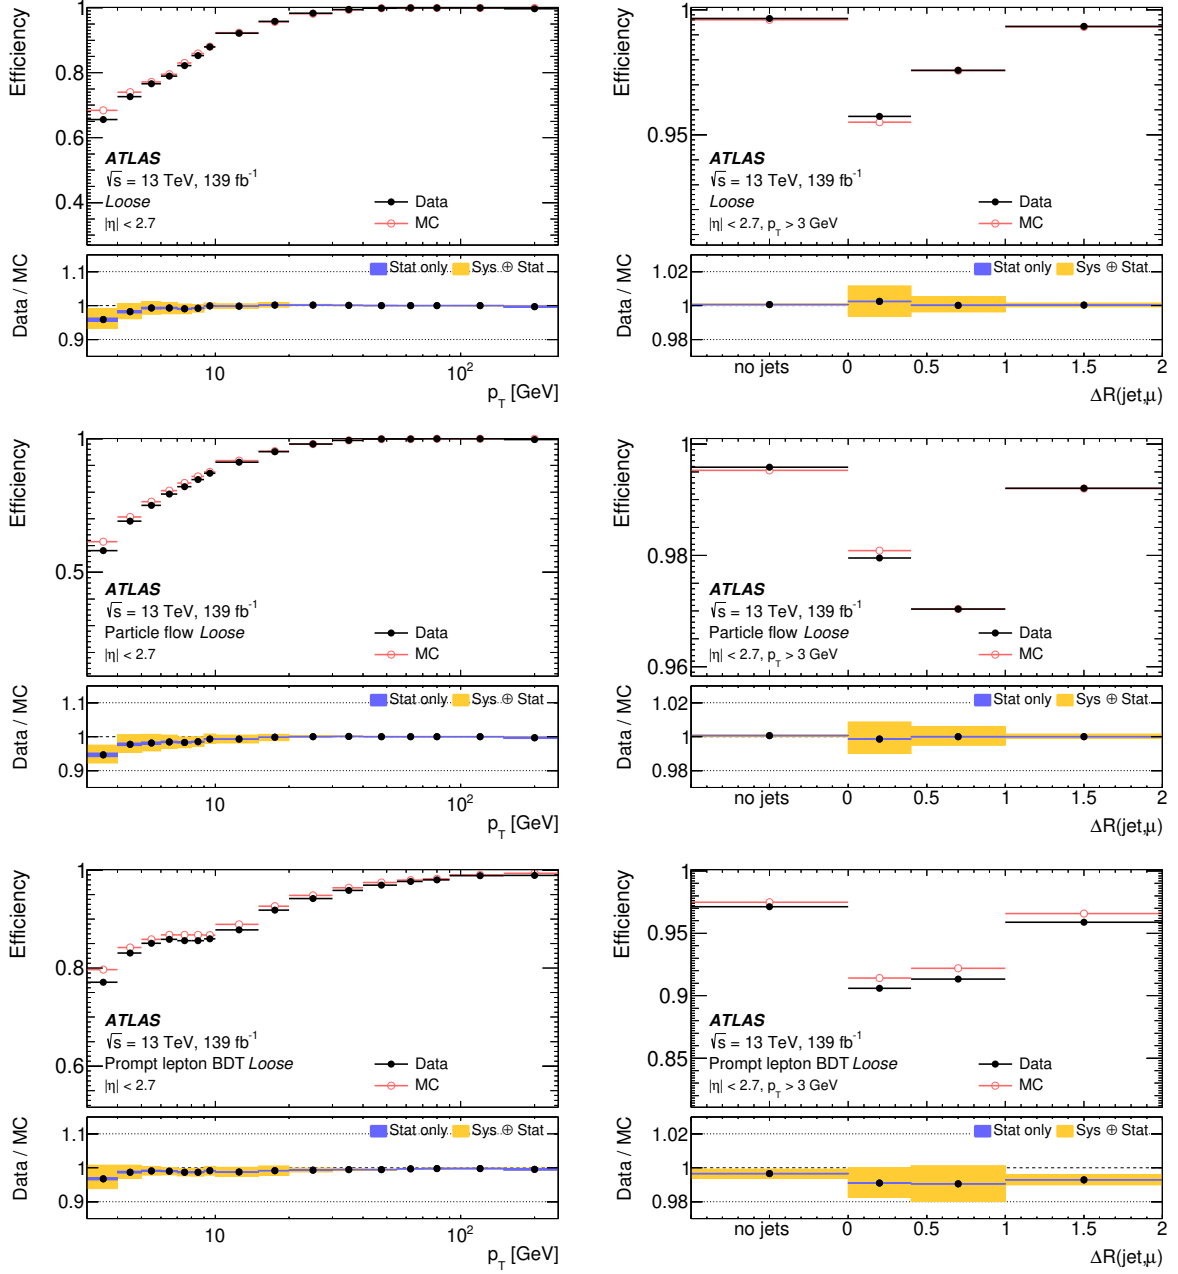 Efficiency
1
0.8
0.6
0.4
ATLAS
√s = 13 TeV, 139 fb⁻¹
Loose
|η| < 2.7
Data
MC
Data / MC
1.1
1
0.9
Stat only
Sys ⊕ Stat
10
10²
p_T [GeV]
Efficiency
1
0.95
ATLAS
√s = 13 TeV, 139 fb⁻¹
Loose
|η| < 2.7, p_T > 3 GeV
Data
MC
Data / MC
1.02
1
0.98
Stat only
Sys ⊕ Stat
no jets
0
0.5
1
1.5
2
ΔR(jet,μ)
Efficiency
1
0.5
ATLAS
√s = 13 TeV, 139 fb⁻¹
Particle flow Loose
|η| < 2.7
Data
MC
Data / MC
1.1
1
0.9
Stat only
Sys ⊕ Stat
10
10²
p_T [GeV]
Efficiency
1
0.98
0.96
ATLAS
√s = 13 TeV, 139 fb⁻¹
Particle flow Loose
|η| < 2.7, p_T > 3 GeV
Data
MC
Data / MC
1.02
1
0.98
Stat only
Sys ⊕ Stat
no jets
0
0.5
1
1.5
2
ΔR(jet,μ)
Efficiency
1
0.8
0.6
ATLAS
√s = 13 TeV, 139 fb⁻¹
Prompt lepton BDT Loose
|η| < 2.7
Data
MC
Data / MC
1.1
1
0.9
Stat only
Sys ⊕ Stat
10
10²
p_T [GeV]
Efficiency
1
0.95
0.9
0.85
ATLAS
√s = 13 TeV, 139 fb⁻¹
Prompt lepton BDT Loose
|η| < 2.7, p_T > 3 GeV
Data
MC
Data / MC
1.02
1
0.98
Stat only
Sys ⊕ Stat
no jets
0
0.5
1
1.5
2
ΔR(jet,μ)